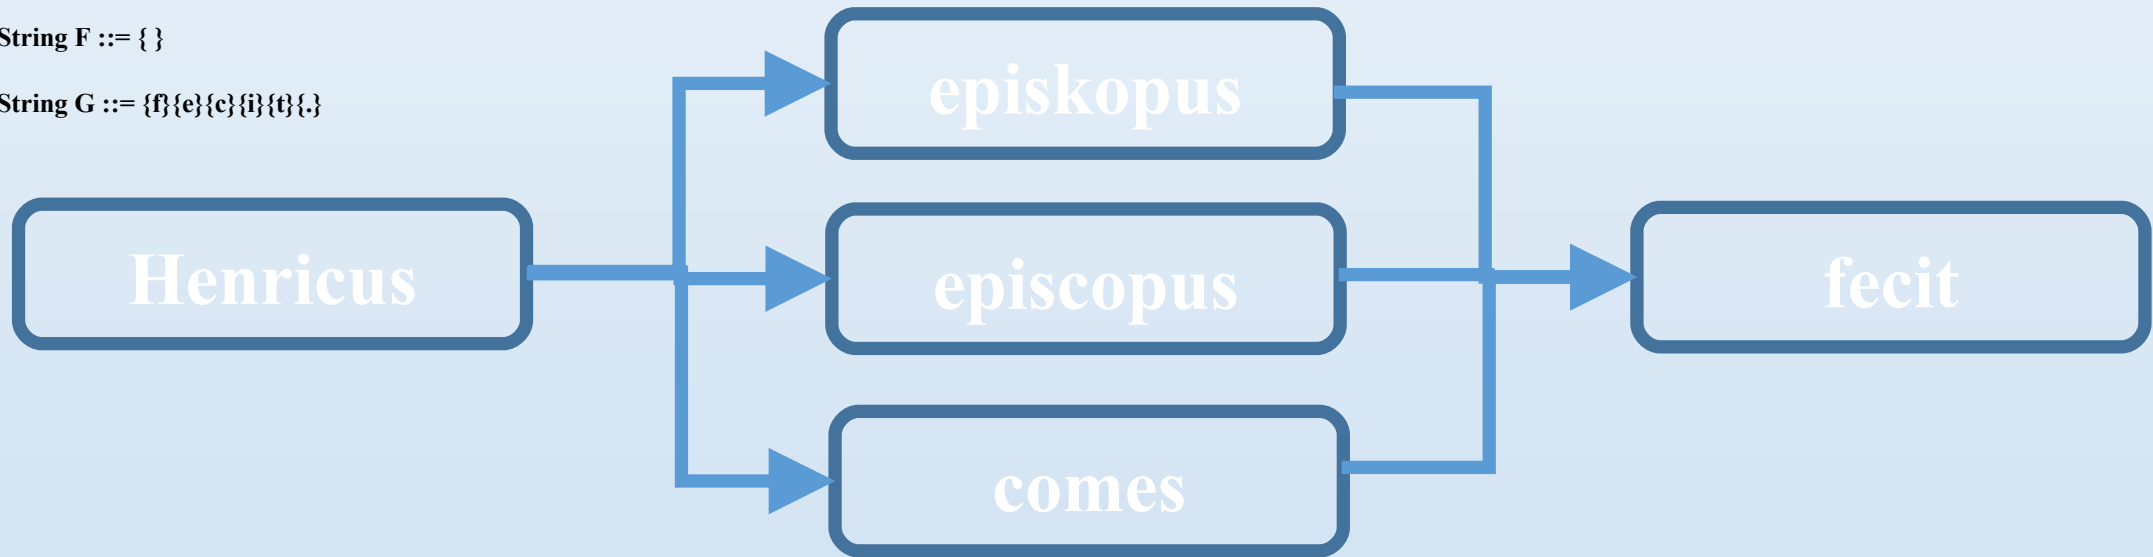 String F ::= { }
String G ::= {f}{e}{c}{i}{t}{.}
episkopus
Henricus
episcopus
fecit
comes